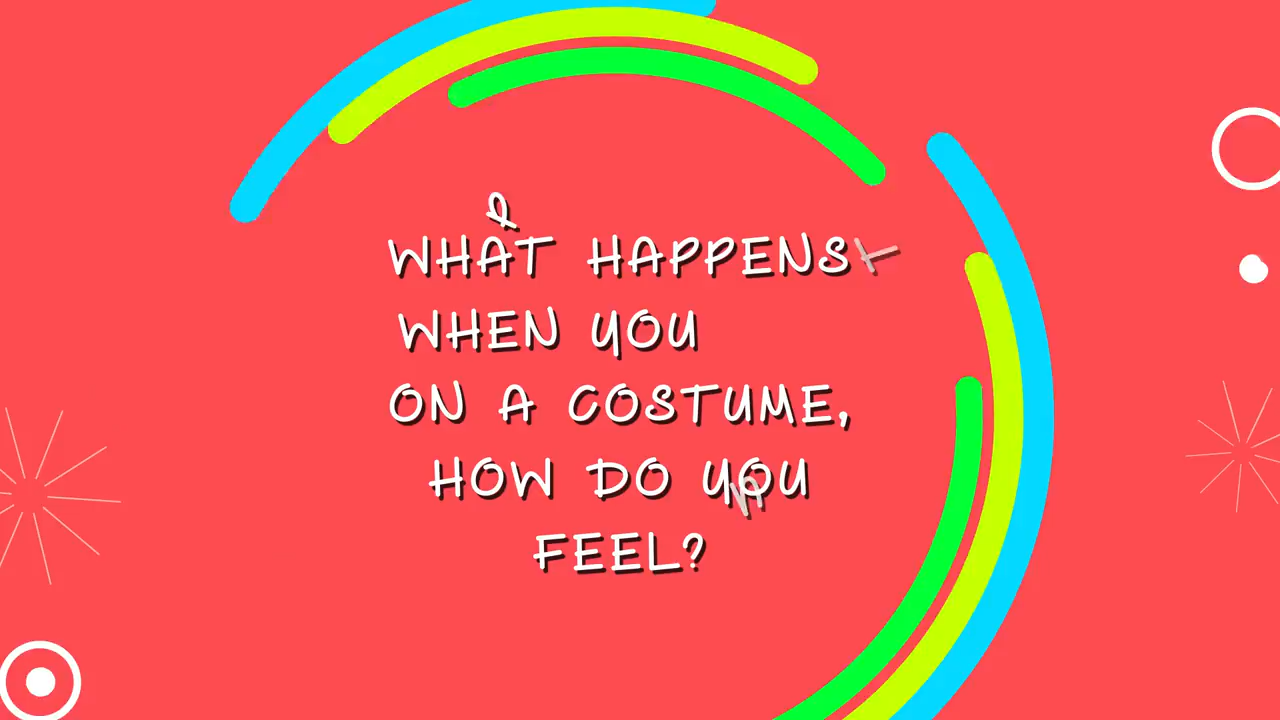 WHAT HAPPENS
WHEN YOU
ON A COSTUME,
HOW DO YOU
FEEL?